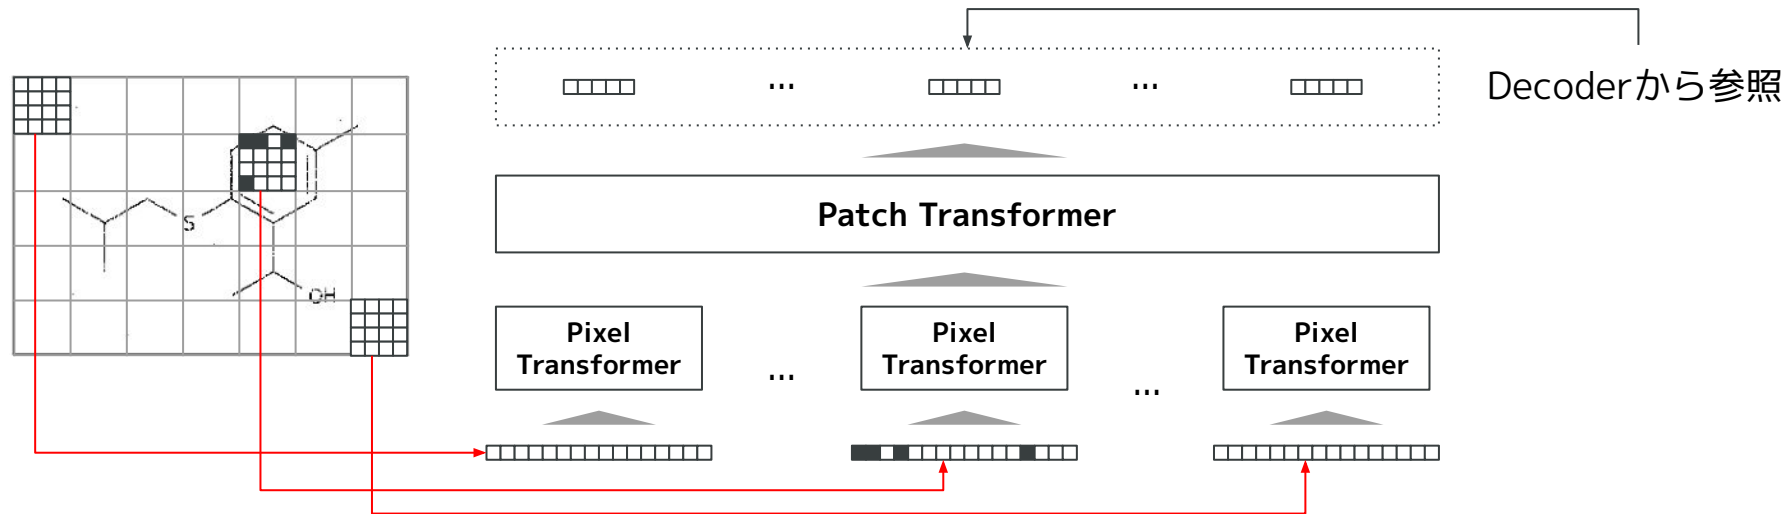 ...
...
Decoderから参照
Patch Transformer
S
OH
Pixel
Transformer
...
Pixel
Transformer
...
Pixel
Transformer